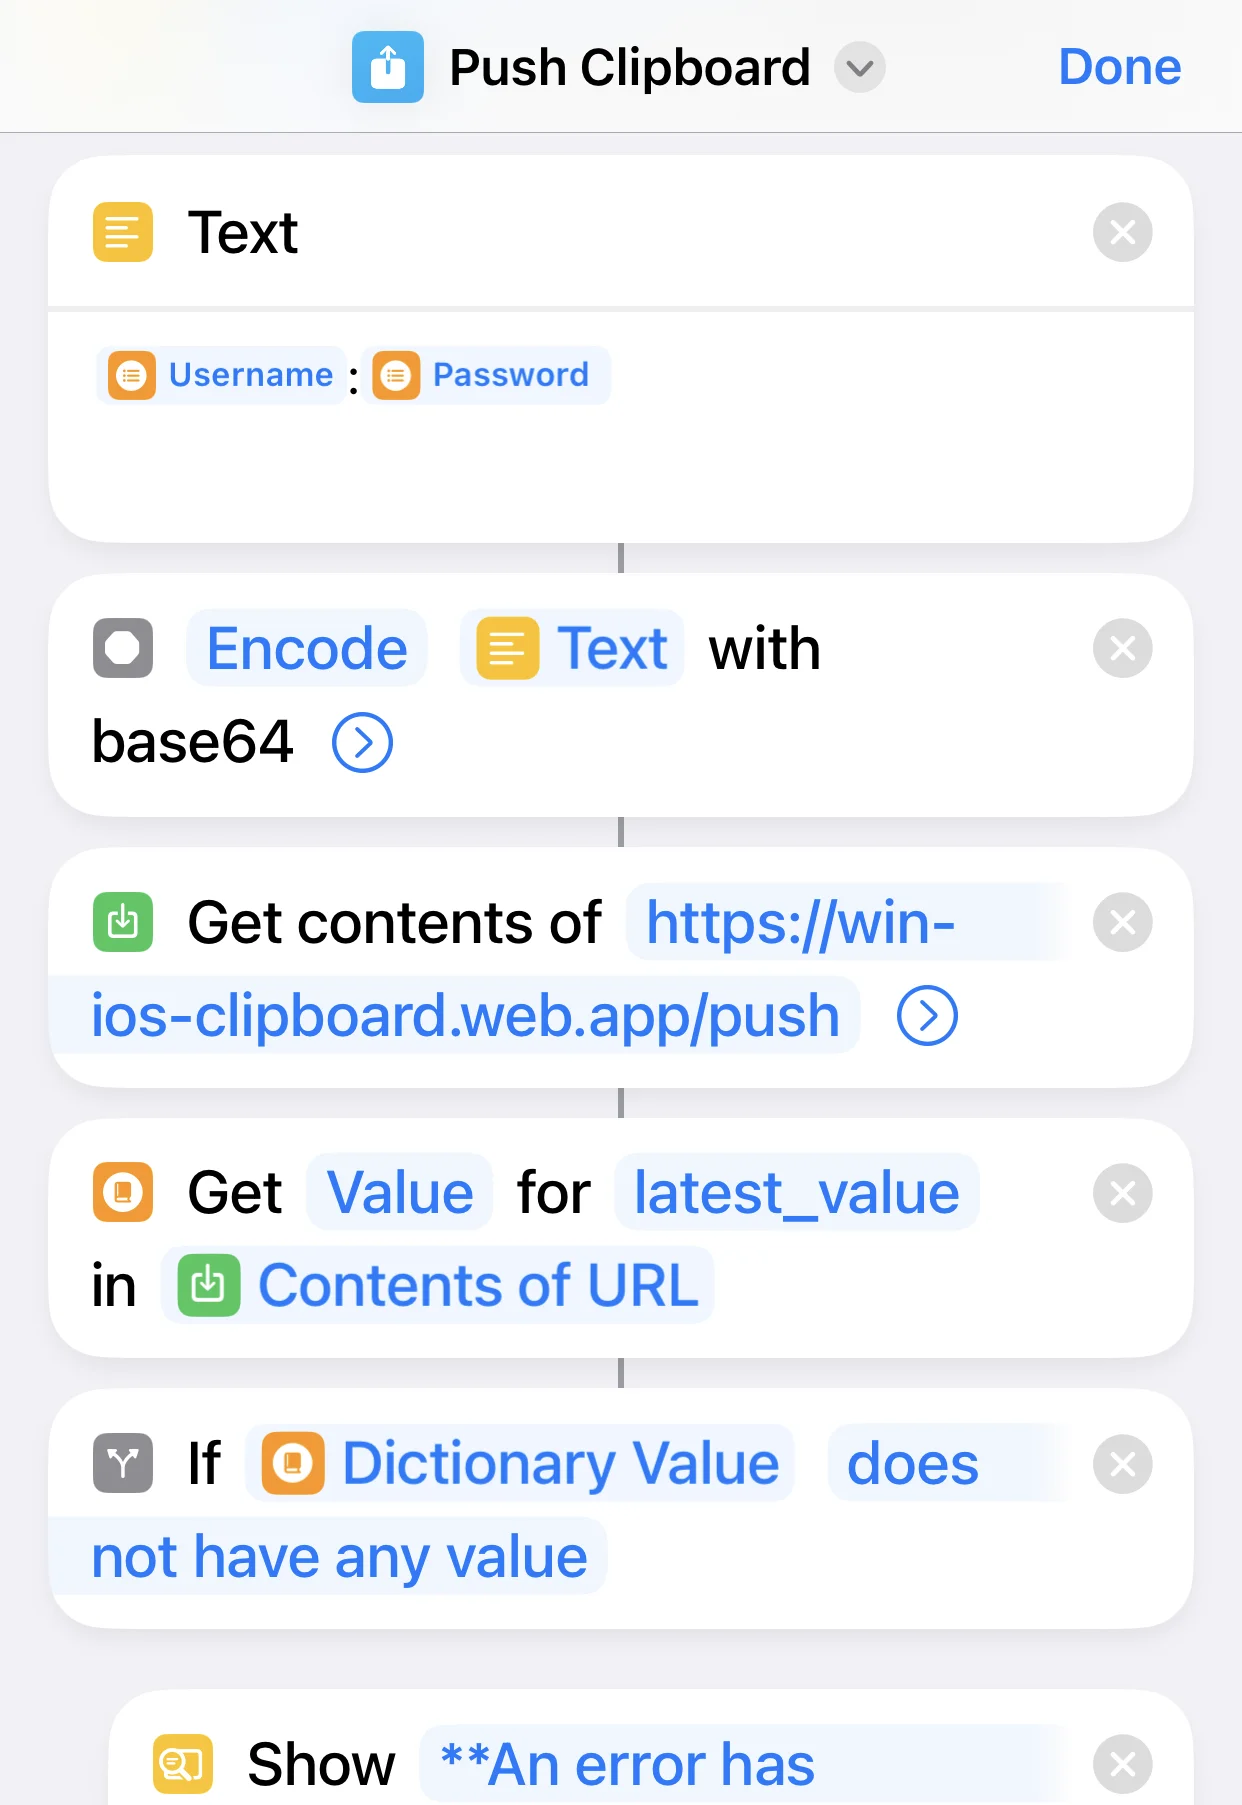 Push Clipboard
Done
Text
Username:Password
Encode Text with
base64
Get contents of https://win-
ios-clipboard.web.app/push
Get Value for latest_value
in Contents of URL
If Dictionary Value does
not have any value
Show **An error has